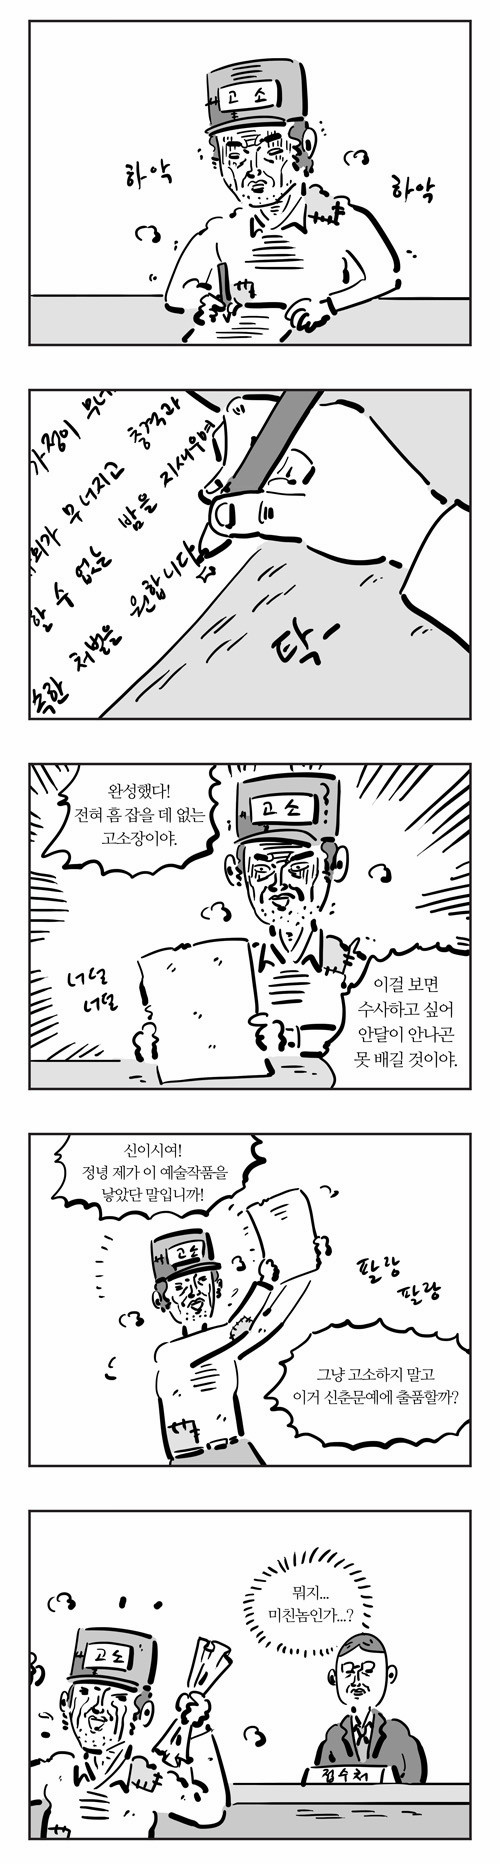 고소
하악
하악
가정이 무너
충격과
뢰가 무너지고
밤을 지새우며
할 수 없는
원합니다
속한 처벌을
탁
완성했다!
전혀 흠 잡을 데 없는
고소장이야.
고소
너덜
너덜
이걸 보면
수사하고 싶어
안달이 안나곤
못 배길 것이야.
신이시여!
정녕 제가 이 예술작품을
낳았단 말입니까!
고소
팔랑
팔랑
그냥 고소하지 말고
이거 신춘문예에 출품할까?
뭐지...
미친놈인가...?
고소
접수처